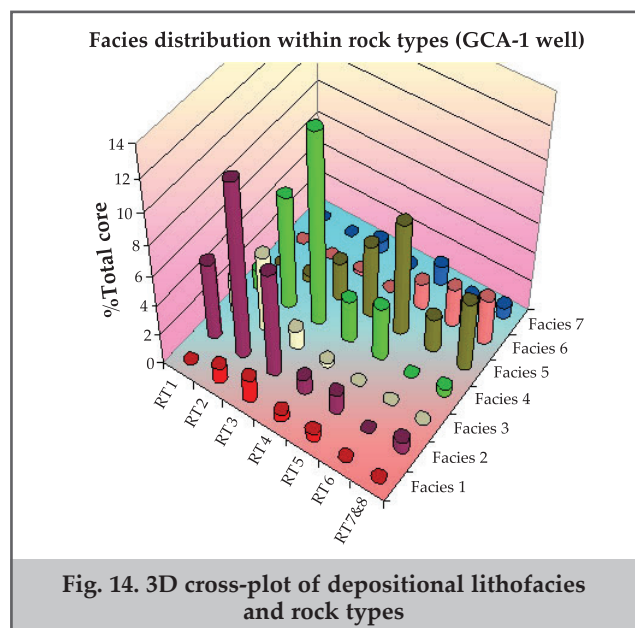 Facies distribution within rock types (GCA-1 well)
14
12
10
8
6
4
2
0
%Total core
RT1
RT2
RT3
RT4
RT5
RT6
RT7&8
Facies 7
Facies 6
Facies 5
Facies 4
Facies 3
Facies 2
Facies 1
Fig. 14. 3D cross-plot of depositional lithofacies
and rock types